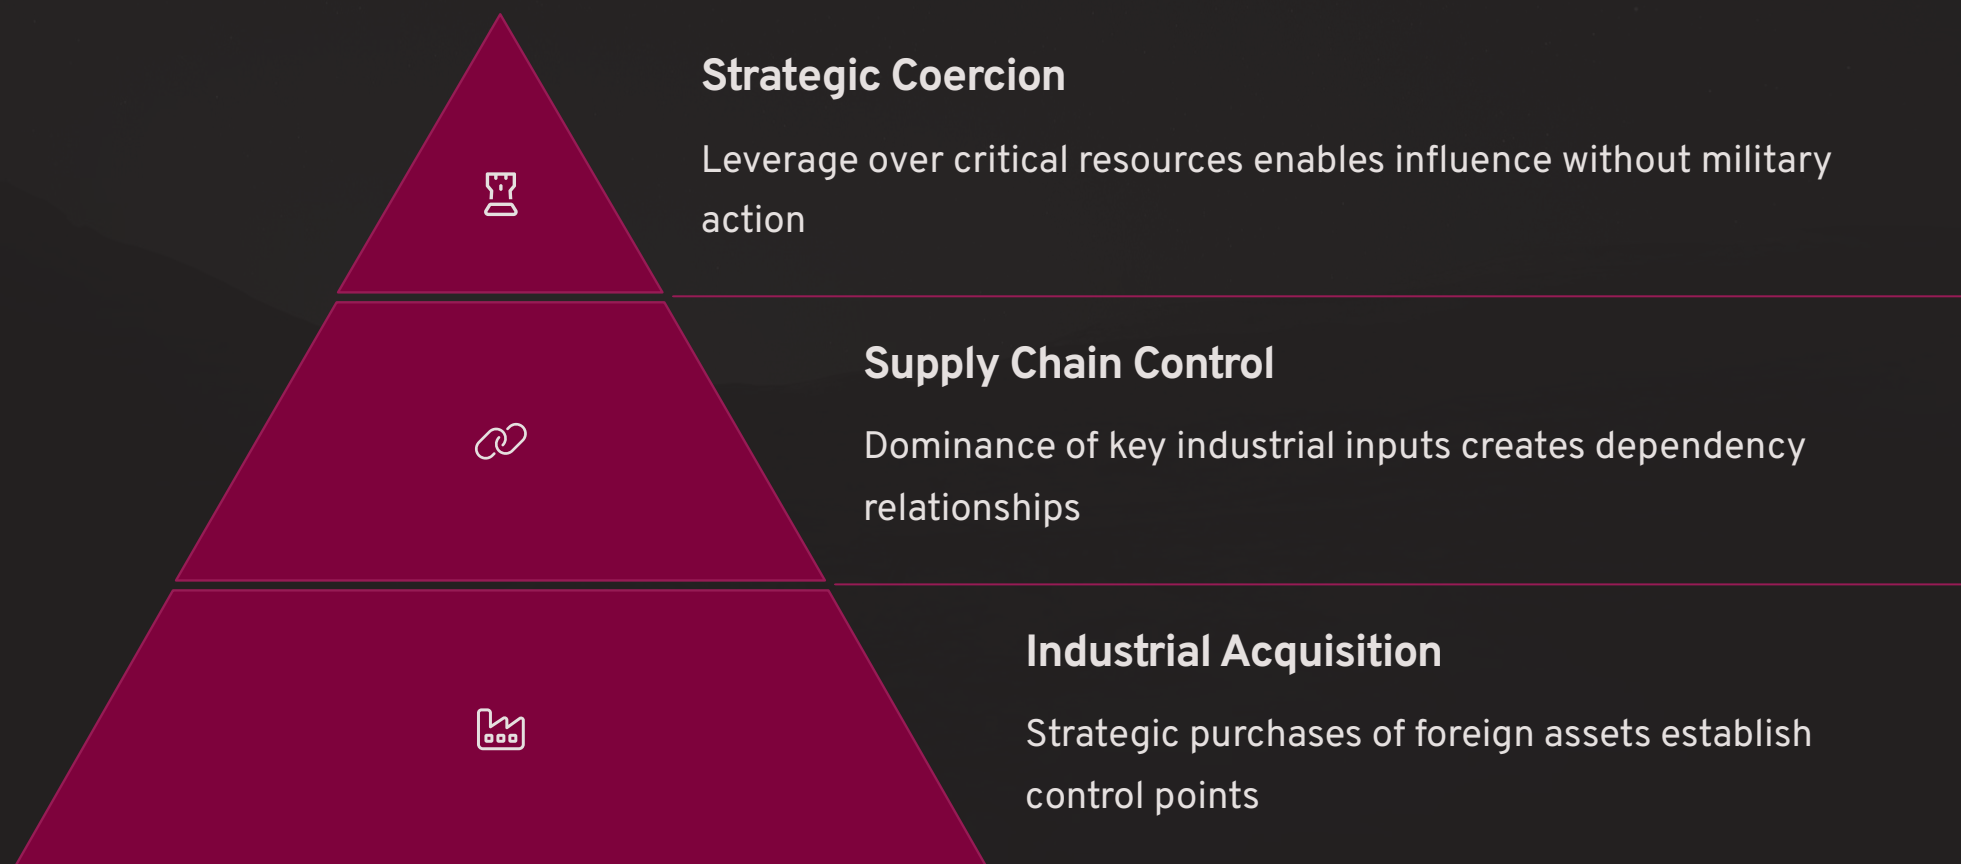 Strategic Coercion
Leverage over critical resources enables influence without military
action
Supply Chain Control
Dominance of key industrial inputs creates dependency
relationships
Industrial Acquisition
Strategic purchases of foreign assets establish
control points